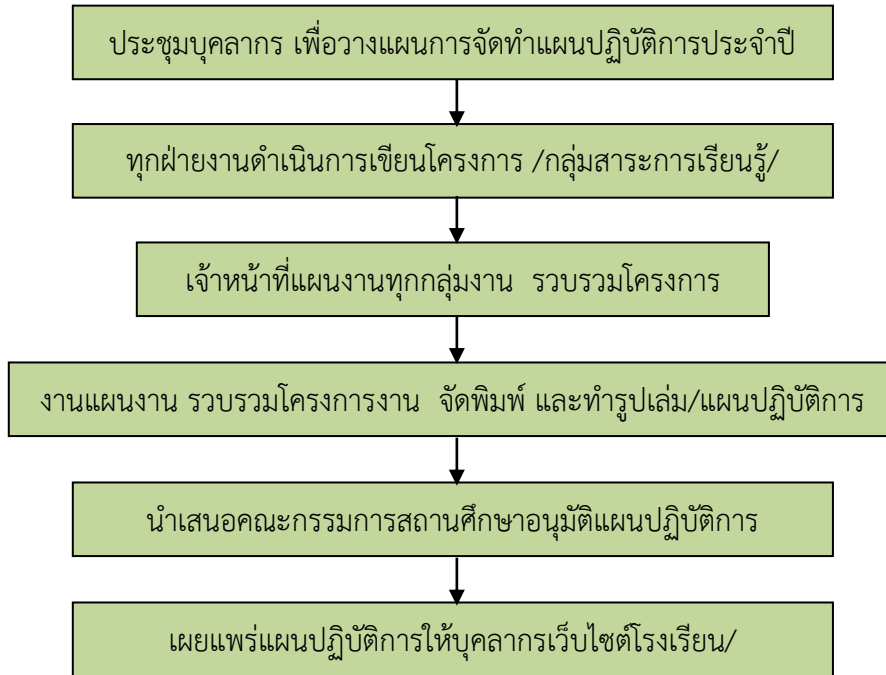 ประชุมบุคลากร เพื่อวางแผนการจัดทำแผนปฏิบัติการประจำปี
ทุกฝ่ายงานดำเนินการเขียนโครงการ /กลุ่มสาระการเรียนรู้/
เจ้าหน้าที่แผนงานทุกกลุ่มงาน รวบรวมโครงการ
งานแผนงาน รวบรวมโครงการงาน จัดพิมพ์ และทำรูปเล่ม/แผนปฏิบัติการ
นำเสนอคณะกรรมการสถานศึกษาอนุมัติแผนปฏิบัติการ
เผยแพร่แผนปฏิบัติการให้บุคลากรเว็บไซต์โรงเรียน/